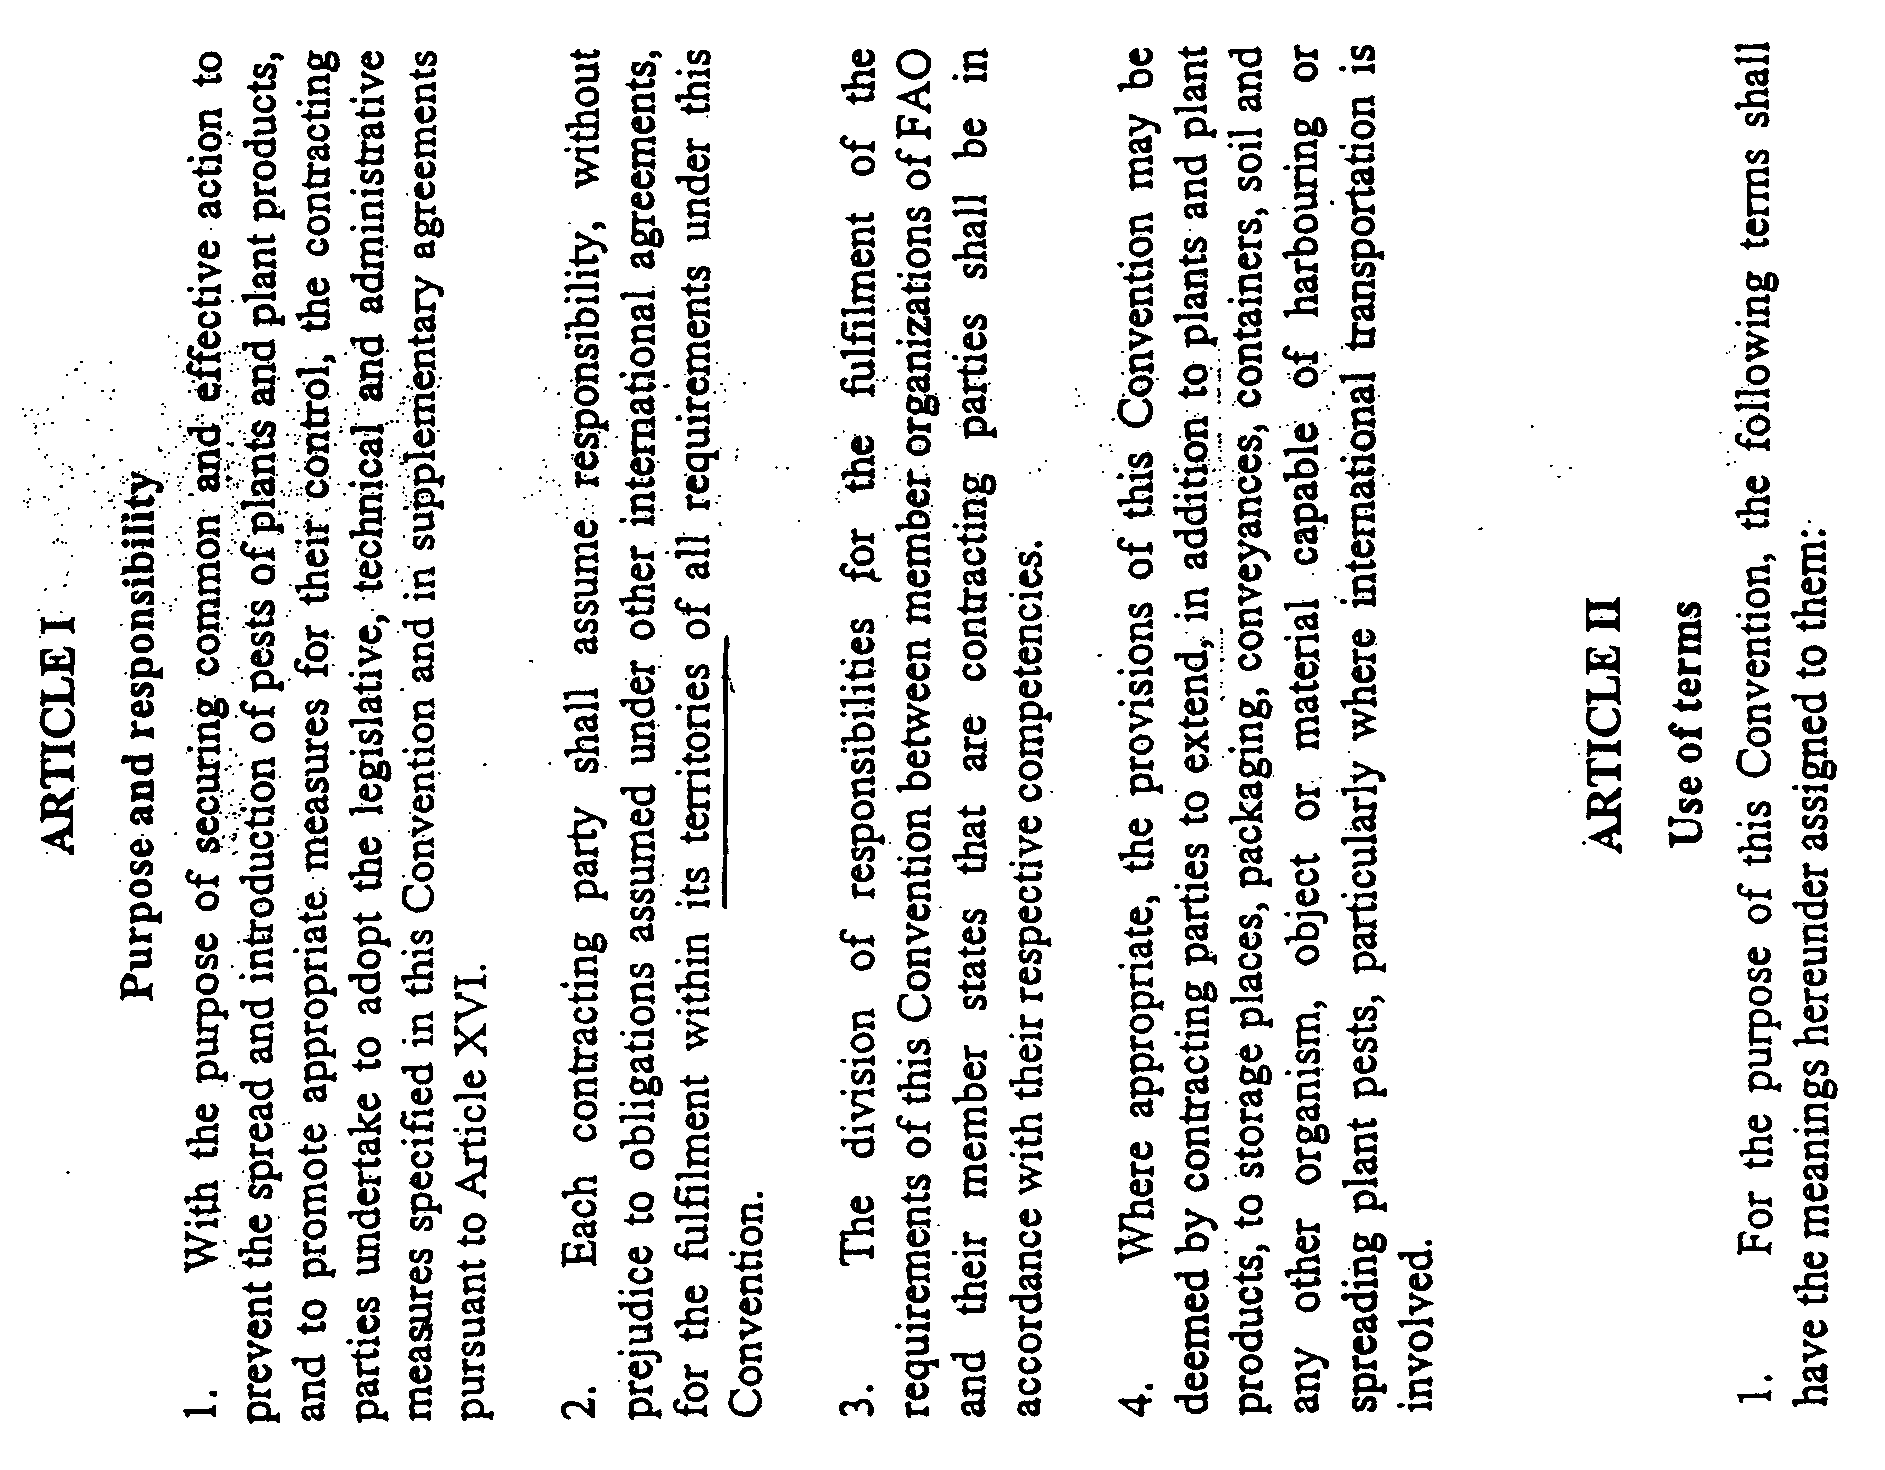 ARTICLE I
Purpose and responsibility
1. With the purpose of securing common and effective action to
prevent the spread and introduction of pests of plants and plant products,
and to promote appropriate measures for their control, the contracting
parties undertake to adopt the legislative, technical and administrative
measures specified in this Convention and in supplementary agreements
pursuant to Article XVI.
2. Each contracting party shall assume responsibility, without
prejudice to obligations assumed under other international agreements,
for the fulfilment within its territories of all requirements under this
Convention.
3. The division of responsibilities for the fulfilment of the
requirements of this Convention between member organizations of FAO
and their member states that are contracting parties shall be in
accordance with their respective competencies.
4. Where appropriate, the provisions of this Convention may be
deemed by contracting parties to extend, in addition to plants and plant
products, to storage places, packaging, conveyances, containers, soil and
any other organism, object or material capable of harbouring or
spreading plant pests, particularly where international transportation is
involved.
ARTICLE II
Use of terms
1. For the purpose of this Convention, the following terms shall
have the meanings hereunder assigned to them: